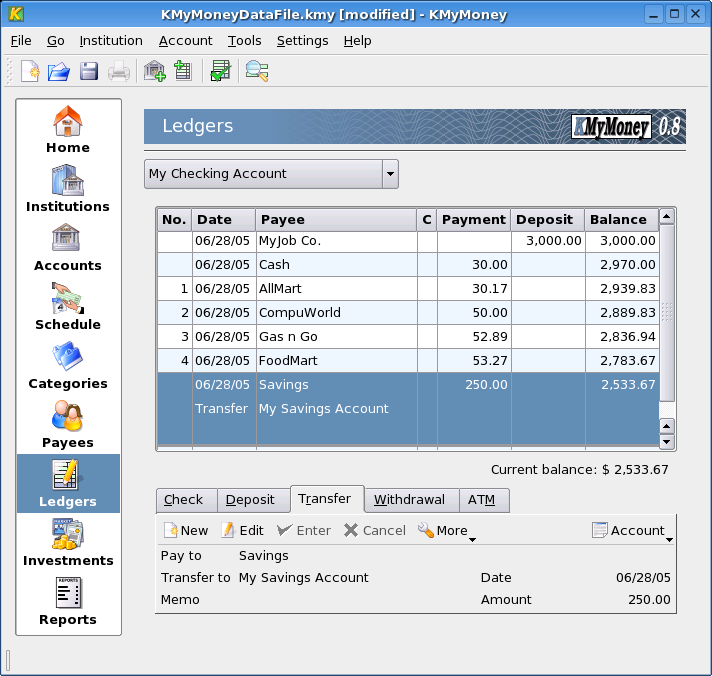 KMyMoneyDataFile.kmy [modified] - KMyMoney
File Go Institution Account Tools Settings Help
Home
Institutions
Accounts
Schedule
Categories
Payees
Ledgers
Investments
REPORTS
Reports
Ledgers
KMyMoney 0.8
My Checking Account
No. Date Payee C Payment Deposit Balance
06/28/05 MyJob Co. 3,000.00 3,000.00
06/28/05 Cash 30.00 2,970.00
1 06/28/05 AllMart 30.17 2,939.83
2 06/28/05 CompuWorld 50.00 2,889.83
3 06/28/05 Gas n Go 52.89 2,836.94
4 06/28/05 FoodMart 53.27 2,783.67
06/28/05 Savings 250.00 2,533.67
Transfer My Savings Account
Current balance: $ 2,533.67
Check Deposit Transfer Withdrawal ATM
New Edit Enter Cancel More Account
Pay to Savings
Transfer to My Savings Account Date 06/28/05
Memo Amount 250.00